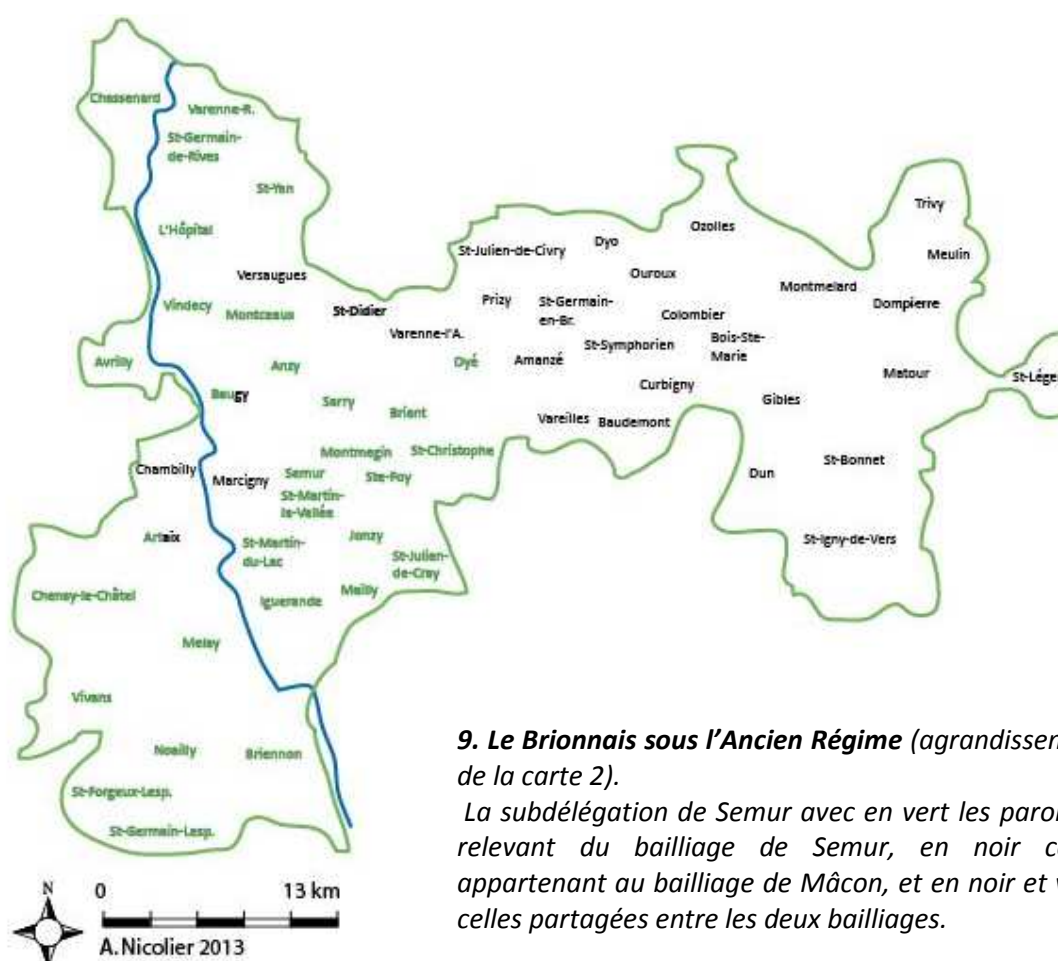 Chassenard
Varenne-R.
St-Germain-
de-Rives
St-Yan
L'Hôpital
Versaugues
Vindecy
Montceaux
St-Didier
Varenne-l'A.
Avrilly
Anzy
Baugy
Sarry
Briant
Dyé
St-Julien-de-Civry
Dyo
Ozolles
Ouroux
Prizy
St-Germain-
en-Br.
Colombier
Amanzé
St-Symphorien
Bois-Ste-
Marie
Curbigny
Vareilles
Baudemont
Trivy
Meulin
Montmelard
Dompierre
Matour
St-Lége
Gibles
St-Bonnet
Dun
St-Igny-de-Vers
Chambilly
Marcigny
Montmegin
St-Christophe
Semur
Ste-Foy
St-Martin-
la-Vallée
Artaix
St-Martin-
du-Lac
Jonzy
St-Julien-
de-Cray
Chenay-le-Châtel
Iguerande
Mailly
Melay
Vivans
Noailly
Briennon
St-Forgeux-Lesp.
St-Germain-Lesp.
9. Le Brionnais sous l'Ancien Régime (agrandissen
de la carte 2).
La subdélégation de Semur avec en vert les paroi
relevant du bailliage de Semur, en noir c
appartenant au bailliage de Mâcon, et en noir et v
celles partagées entre les deux bailliages.
N
0 13 km
A. Nicolier 2013